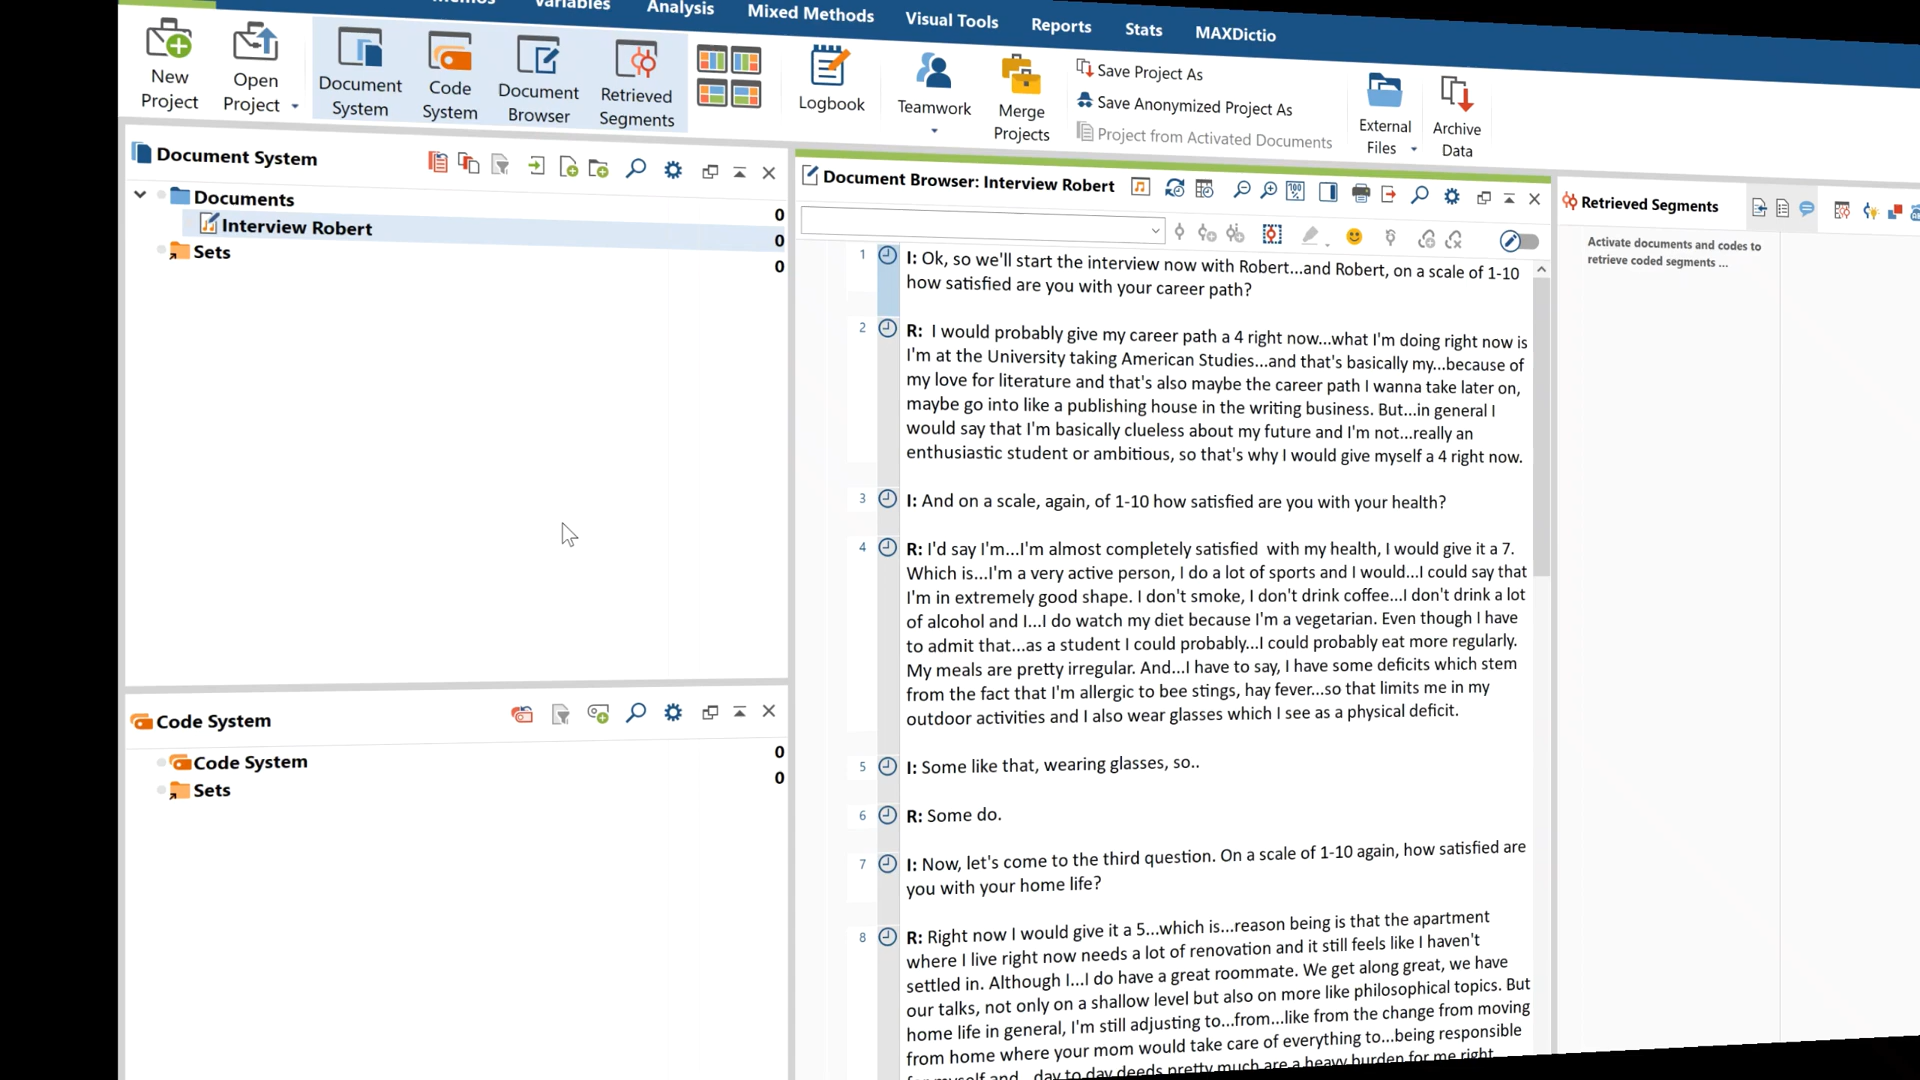 Memos Variables Analysis Mixed Methods Visual Tools Reports Stats MAXDictio
New Project
Open Project
Document System
Code System
Document Browser
Retrieved Segments
Logbook
Teamwork
Merge Projects
Save Project As
Save Anonymized Project As
Project from Activated Documents
External Files
Archive Data
Document System
Documents 0
Interview Robert 0
Sets 0
Code System
Code System 0
Sets 0
Document Browser: Interview Robert
100 %
1 I: Ok, so we'll start the interview now with Robert...and Robert, on a scale of 1-10
how satisfied are you with your career path?
2 R: I would probably give my career path a 4 right now...what I'm doing right now is
I'm at the University taking American Studies...and that's basically my...because of
my love for literature and that's also maybe the career path I wanna take later on,
maybe go into like a publishing house in the writing business. But...in general I
would say that I'm basically clueless about my future and I'm not...really an
enthusiastic student or ambitious, so that's why I would give myself a 4 right now.
3 I: And on a scale, again, of 1-10 how satisfied are you with your health?
4 R: I'd say I'm...I'm almost completely satisfied with my health, I would give it a 7.
Which is...I'm a very active person, I do a lot of sports and I would...I could say that
I'm in extremely good shape. I don't smoke, I don't drink coffee...I don't drink a lot
of alcohol and I...I do watch my diet because I'm a vegetarian. Even though I have
to admit that...as a student I could probably...I could probably eat more regularly.
My meals are pretty irregular. And...I have to say, I have some deficits which stem
from the fact that I'm allergic to bee stings, hay fever...so that limits me in my
outdoor activities and I also wear glasses which I see as a physical deficit.
5 I: Some like that, wearing glasses, so..
6 R: Some do.
7 I: Now, let's come to the third question. On a scale of 1-10 again, how satisfied are
you with your home life?
8 R: Right now I would give it a 5...which is...reason being is that the apartment
where I live right now needs a lot of renovation and it still feels like I haven't
settled in. Although I...I do have a great roommate. We get along great, we have
our talks, not only on a shallow level but also on more like philosophical topics. But
home life in general, I'm still adjusting to...from...like from the change from moving
from home where your mom would take care of everything to...being responsible
for myself and...day to day deeds pretty much are a heavy burden for me right
Retrieved Segments
Activate documents and codes to
retrieve coded segments ...